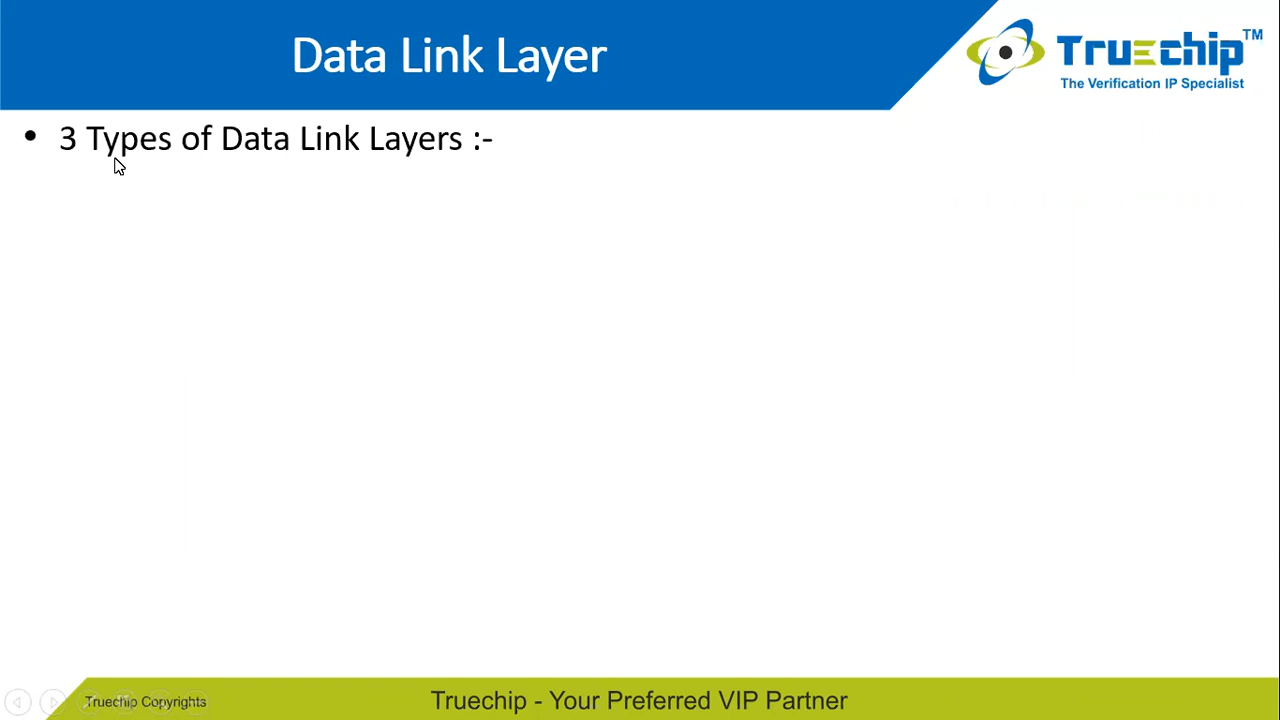 Data Link Layer
Truechip™
The Verification IP Specialist
• 3 Types of Data Link Layers :-
Truechip Copyrights
Truechip - Your Preferred VIP Partner